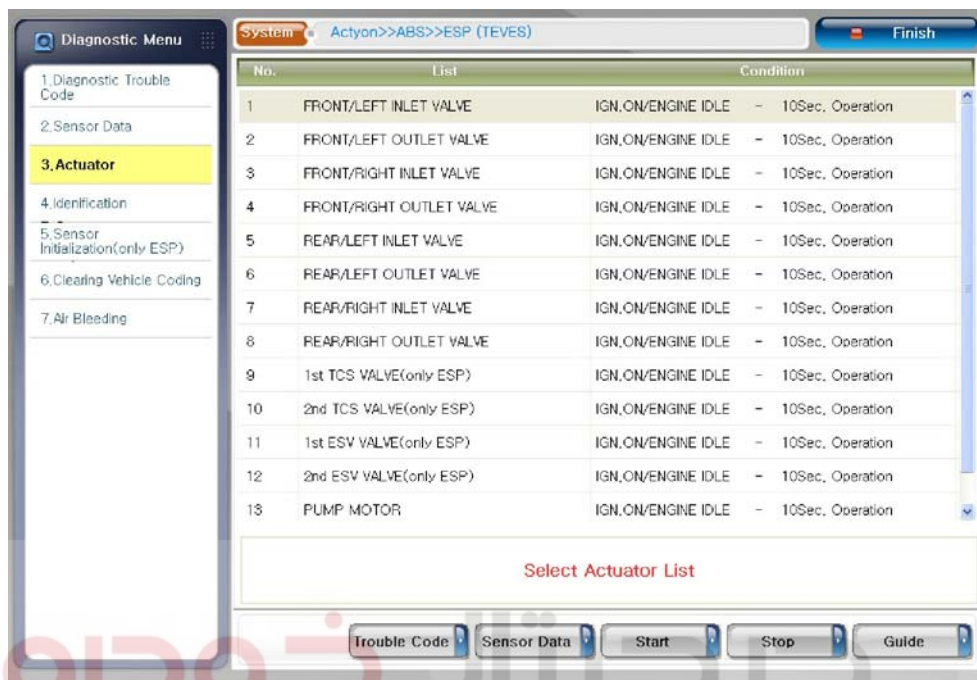 Diagnostic Menu
System
Actyon>>ABS>>ESP (TEVES)
Finish
1.Diagnostic Trouble
Code
2.Sensor Data
3.Actuator
4.Idenification
5.Sensor
Initialization(only ESP)
6.Clearing Vehicle Coding
7.Air Bleeding
No. List Condition
1 FRONT/LEFT INLET VALVE IGN.ON/ENGINE IDLE - 10Sec. Operation
2 FRONT/LEFT OUTLET VALVE IGN.ON/ENGINE IDLE - 10Sec. Operation
3 FRONT/RIGHT INLET VALVE IGN.ON/ENGINE IDLE - 10Sec. Operation
4 FRONT/RIGHT OUTLET VALVE IGN.ON/ENGINE IDLE - 10Sec. Operation
5 REAR/LEFT INLET VALVE IGN.ON/ENGINE IDLE - 10Sec. Operation
6 REAR/LEFT OUTLET VALVE IGN.ON/ENGINE IDLE - 10Sec. Operation
7 REAR/RIGHT INLET VALVE IGN.ON/ENGINE IDLE - 10Sec. Operation
8 REAR/RIGHT OUTLET VALVE IGN.ON/ENGINE IDLE - 10Sec. Operation
9 1st TCS VALVE(only ESP) IGN.ON/ENGINE IDLE - 10Sec. Operation
10 2nd TCS VALVE(only ESP) IGN.ON/ENGINE IDLE - 10Sec. Operation
11 1st ESV VALVE(only ESP) IGN.ON/ENGINE IDLE - 10Sec. Operation
12 2nd ESV VALVE(only ESP) IGN.ON/ENGINE IDLE - 10Sec. Operation
13 PUMP MOTOR IGN.ON/ENGINE IDLE - 10Sec. Operation
Select Actuator List
Trouble Code
Sensor Data
Start
Stop
Guide